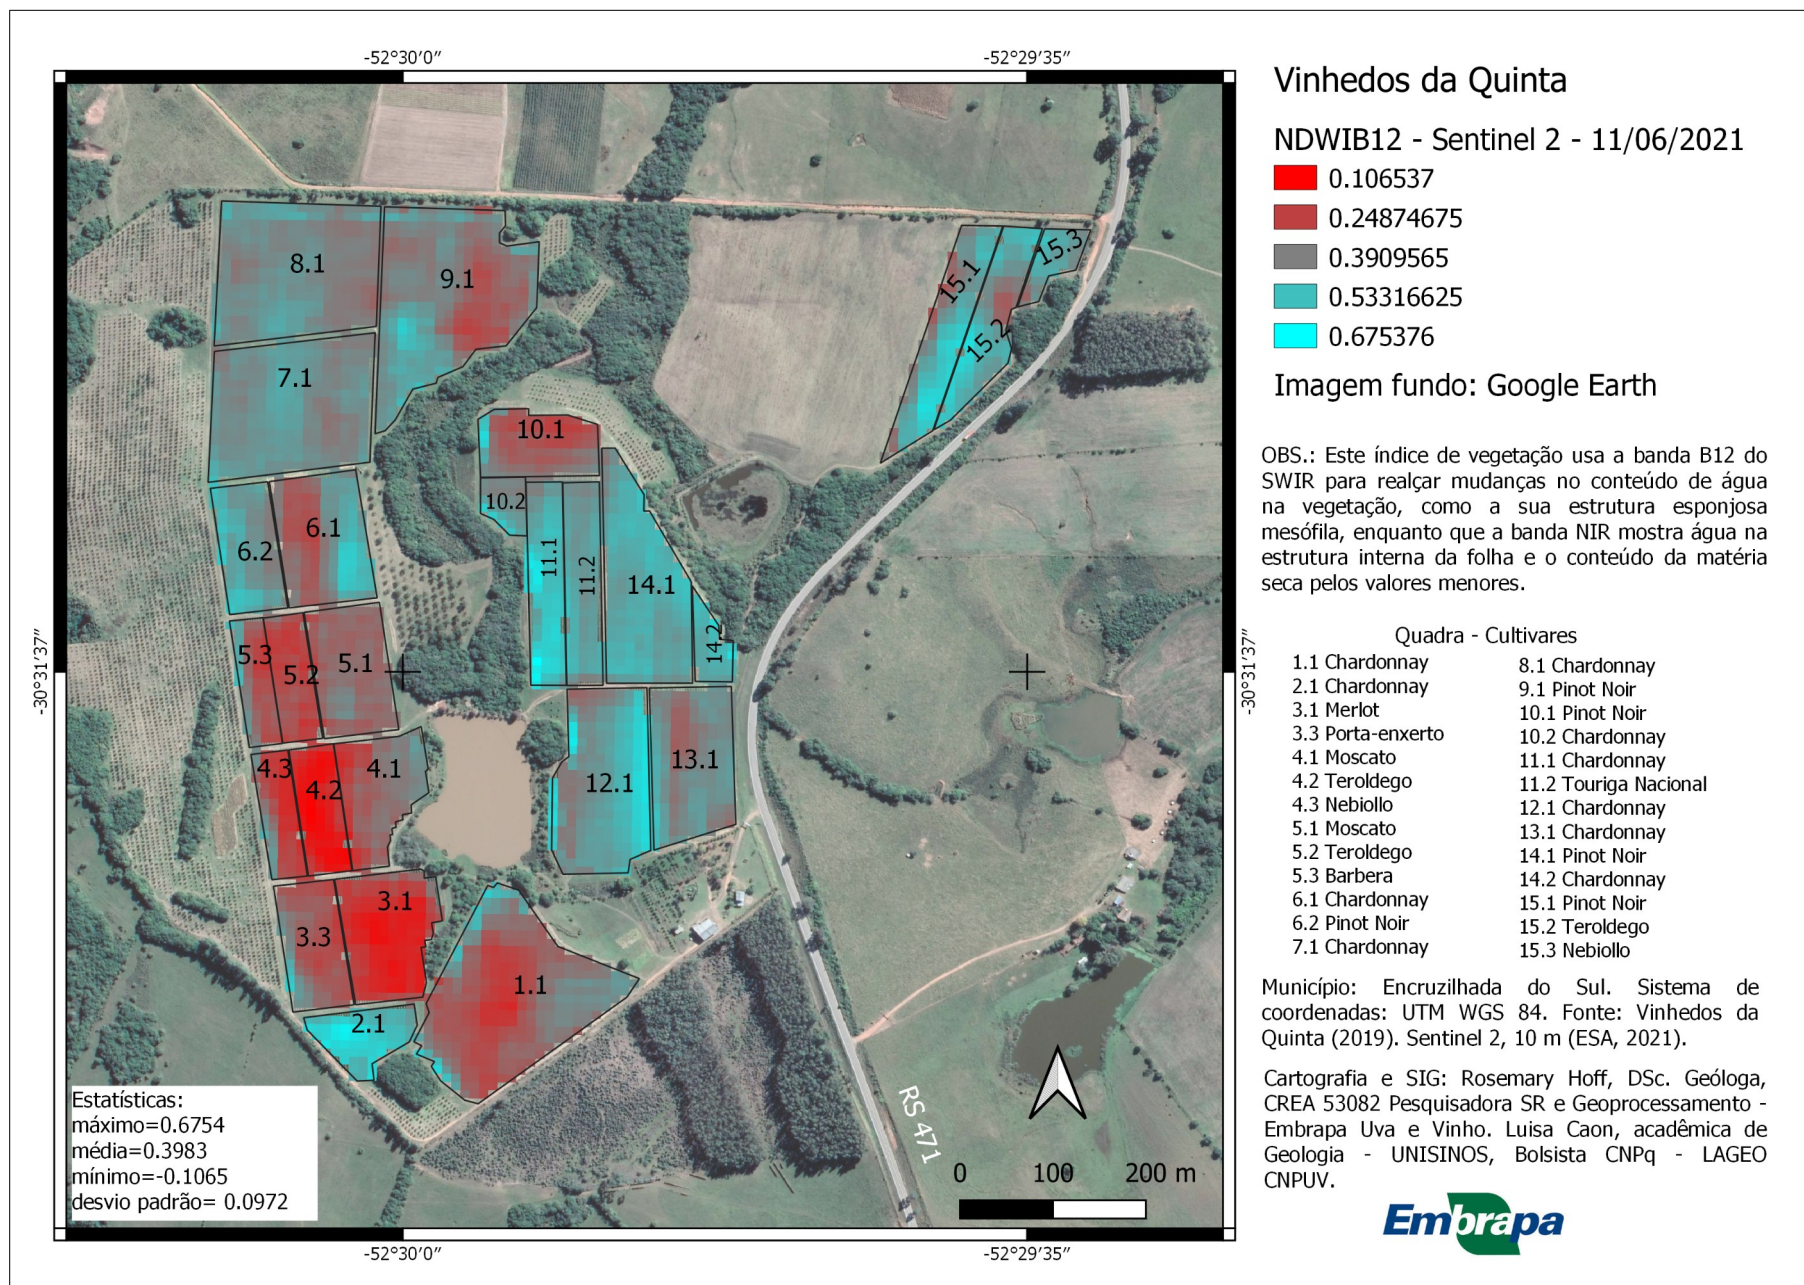 -52°30′0″
-52°29′35″
Vinhedos da Quinta
NDWIB12 - Sentinel 2 - 11/06/2021
0.106537
0.24874675
0.3909565
0.53316625
0.675376
Imagem fundo: Google Earth
OBS.: Este índice de vegetação usa a banda B12 do
SWIR para realçar mudanças no conteúdo de água
na vegetação, como a sua estrutura esponjosa
mesófila, enquanto que a banda NIR mostra água na
estrutura interna da folha e o conteúdo da matéria
seca pelos valores menores.
Quadra - Cultivares
1.1 Chardonnay
2.1 Chardonnay
3.1 Merlot
3.3 Porta-enxerto
4.1 Moscato
4.2 Teroldego
4.3 Nebiollo
5.1 Moscato
5.2 Teroldego
5.3 Barbera
6.1 Chardonnay
6.2 Pinot Noir
7.1 Chardonnay
8.1 Chardonnay
9.1 Pinot Noir
10.1 Pinot Noir
10.2 Chardonnay
11.1 Chardonnay
11.2 Touriga Nacional
12.1 Chardonnay
13.1 Chardonnay
14.1 Pinot Noir
14.2 Chardonnay
15.1 Pinot Noir
15.2 Teroldego
15.3 Nebiollo
Município: Encruzilhada do Sul. Sistema de
coordenadas: UTM WGS 84. Fonte: Vinhedos da
Quinta (2019). Sentinel 2, 10 m (ESA, 2021).
Cartografia e SIG: Rosemary Hoff, DSc. Geóloga,
CREA 53082 Pesquisadora SR e Geoprocessamento -
Embrapa Uva e Vinho. Luisa Caon, acadêmica de
Geologia - UNISINOS, Bolsista CNPq - LAGEO
CNPUV.
Embrapa
8.1
9.1
15.1
15.2
15.3
7.1
10.1
10.2
6.1
6.2
11.1
11.2
14.1
14.2
5.3
5.2
5.1
4.3
4.2
4.1
12.1
13.1
3.3
3.1
1.1
2.1
-30°31′37″
-30°31′37″
RS 471
0 100 200 m
Estatísticas:
máximo=0.6754
média=0.3983
mínimo=-0.1065
desvio padrão= 0.0972
-52°30′0″
-52°29′35″